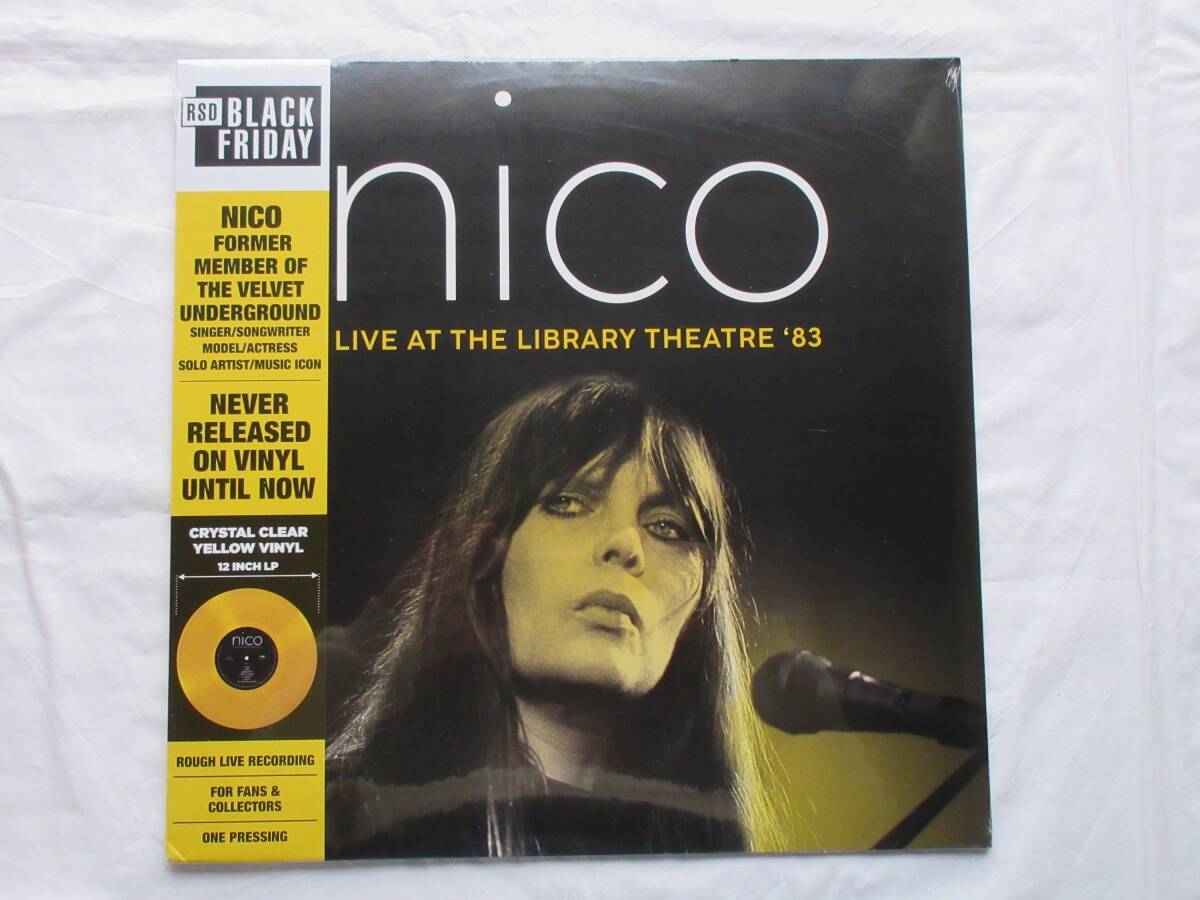 RSD BLACK
FRIDAY
NICO
FORMER
MEMBER OF
THE VELVET
UNDERGROUND
SINGER/SONGWRITER
MODEL/ACTRESS
SOLO ARTIST/MUSIC ICON
NEVER
RELEASED
ON VINYL
UNTIL NOW
CRYSTAL CLEAR
YELLOW VINYL
12 INCH LP
nico
ROUGH LIVE RECORDING
FOR FANS &
COLLECTORS
ONE PRESSING
nico
LIVE AT THE LIBRARY THEATRE ‘83